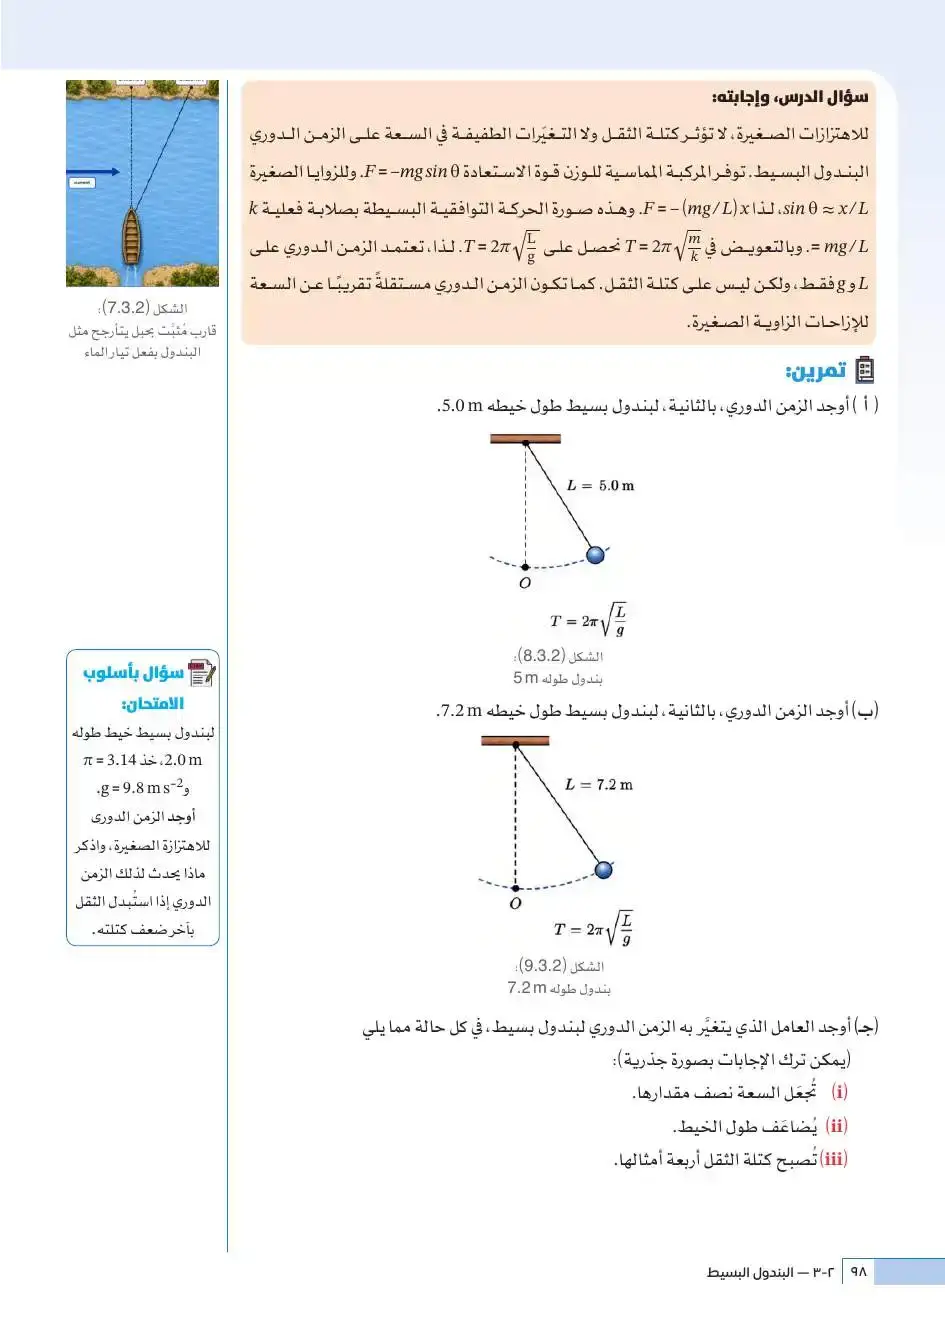 سؤال الدرس، وإجابته:
للاهتزازات الصغيرة، لا تؤثر كتلة الثقل ولا التغيّرات الطفيفة في السعة على الزمن الدوري
البندول البسيط. توفر المركبة المماسية للوزن قوة الاستعادة F = −mg sin θ. وللزوايا الصغيرة
sin θ ≈ x/L، لذا F = − (mg/L) x. وهذه صورة الحركة التوافقية البسيطة بصلابة فعلية k
= mg/L. وبالتعويض في T = 2π√(m/k) نحصل على T = 2π√(L/g). لذا، تعتمد الزمن الدوري على
L و g فقط، ولكن ليس على كتلة الثقل. كما تكون الزمن الدوري مستقلةً تقريبًا عن السعة
للإزاحات الزاوية الصغيرة.
الشكل (7.3.2):
قارب مُثبَّت بحبل يتأرجح مثل
البندول بفعل تيار الماء
تمرين:
( أ ) أوجد الزمن الدوري، بالثانية، لبندول بسيط طول خيطه 5.0 m.
L = 5.0 m
O
T = 2π√(L/g)
الشكل (8.3.2):
بندول طوله 5 m
(ب) أوجد الزمن الدوري، بالثانية، لبندول بسيط طول خيطه 7.2 m.
L = 7.2 m
O
T = 2π√(L/g)
الشكل (9.3.2):
بندول طوله 7.2 m
(جـ) أوجد العامل الذي يتغيَّر به الزمن الدوري لبندول بسيط، في كل حالة مما يلي
(يمكن ترك الإجابات بصورة جذرية):
(i) تُجعَل السعة نصف مقدارها.
(ii) يُضاعَف طول الخيط.
(iii) تُصبح كتلة الثقل أربعة أمثالها.
سؤال بأسلوب
الامتحان:
لبندول بسيط خيط طوله
2.0 m، خذ π = 3.14
و g = 9.8 m s⁻².
أوجد الزمن الدورى
للاهتزازة الصغيرة، واذكر
ماذا يحدث لذلك الزمن
الدوري إذا استُبدل الثقل
بآخر ضعف كتلته.
٩٨
٢-٣ — البندول البسيط